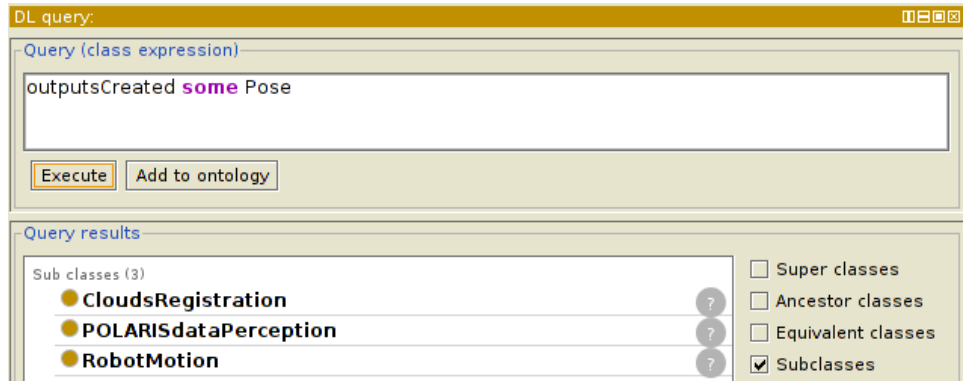 DL query:
Query (class expression)
outputsCreated some Pose
Execute Add to ontology
Query results
Sub classes (3)
CloudsRegistration ?
POLARISdataPerception ?
RobotMotion ?
Super classes
Ancestor classes
Equivalent classes
Subclasses